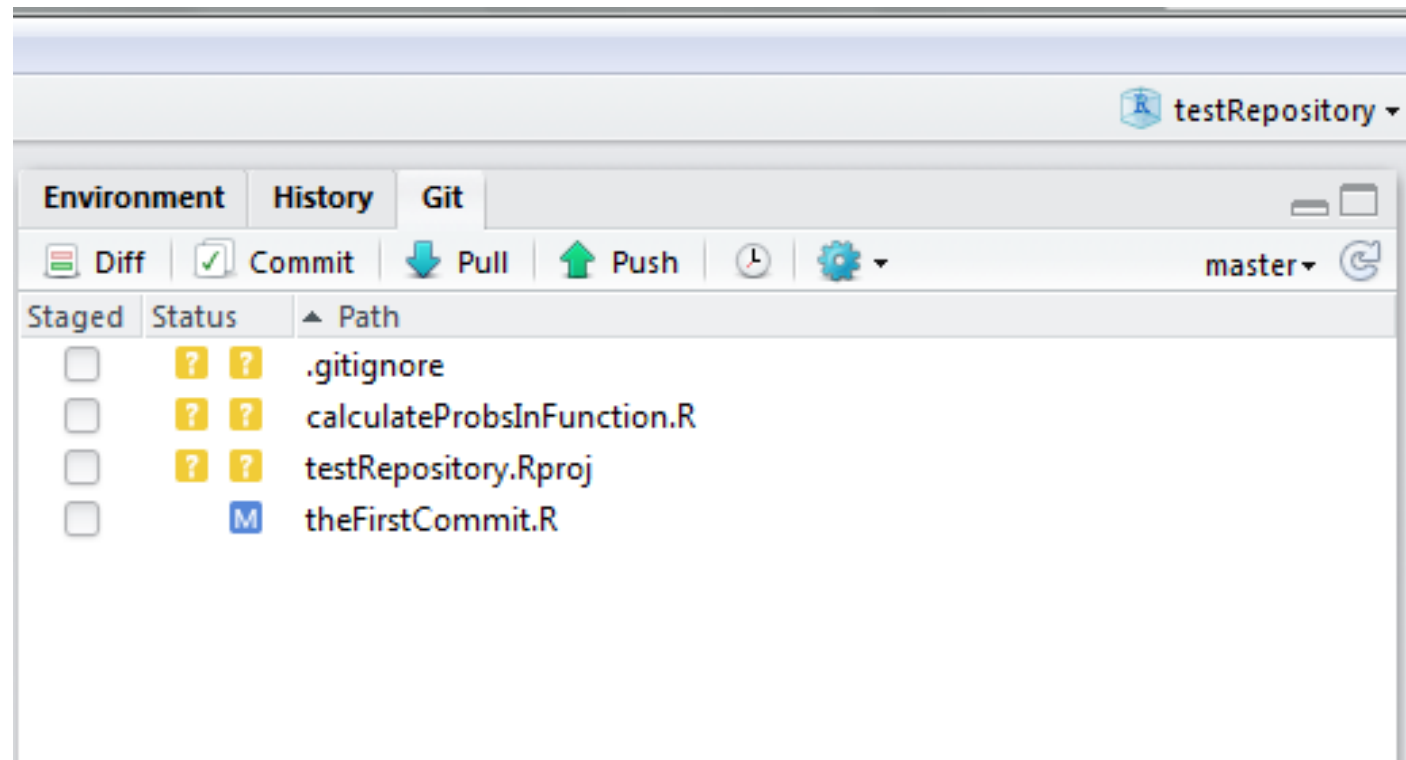 testRepository
Environment History Git
Diff Commit Pull Push master
Staged Status Path
? ? .gitignore
? ? calculateProbsInFunction.R
? ? testRepository.Rproj
M theFirstCommit.R